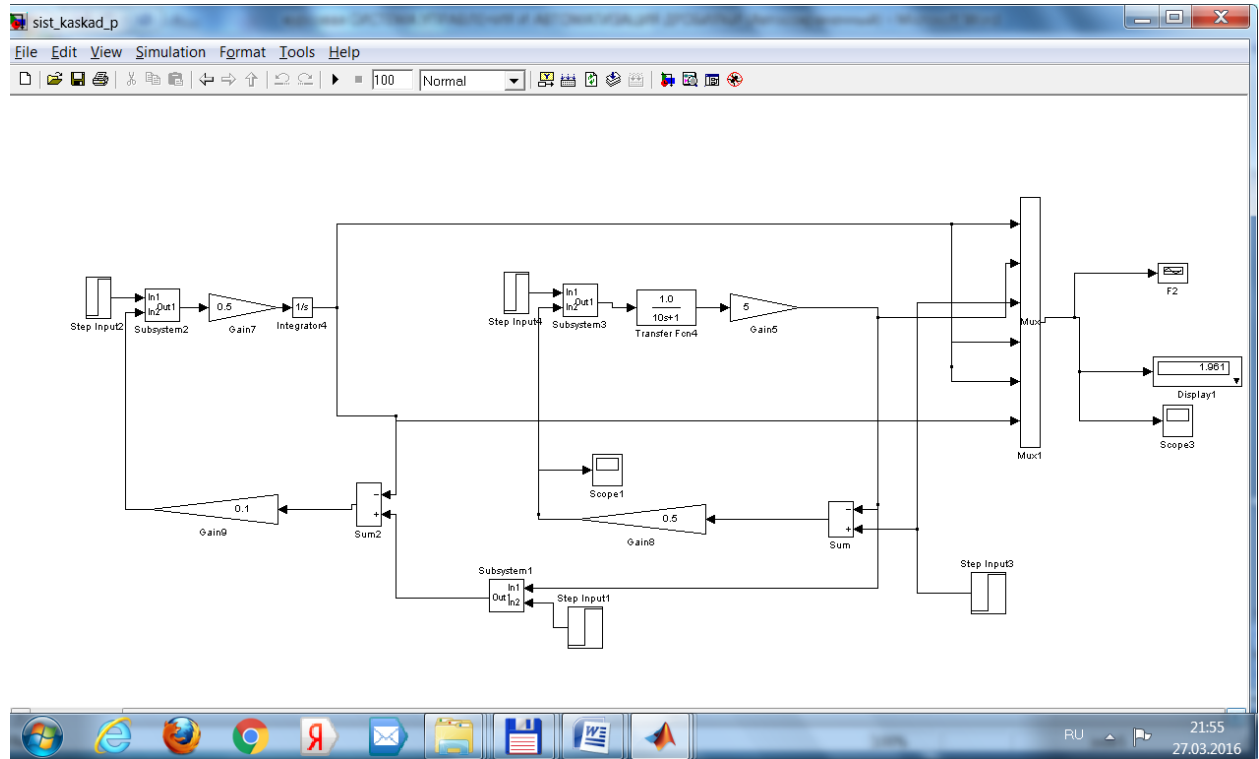 sist_kaskad_p
File Edit View Simulation Format Tools Help
100 Normal
Step Input2
In1
In2
Out1
Subsystem2
0.5
Gain7
1/s
Integrator4
Step Input4
In1
In2
Out1
Subsystem3
1.0
10s+1
Transfer Fcn4
5
Gain5
Mux
Mux1
F2
1.961
Display1
Scope3
Scope1
0.1
Gain9
Sum2
0.5
Gain8
Sum
Subsystem1
In1
Out1
In2
Step Input1
Step Input3
RU
21:55
27.03.2016